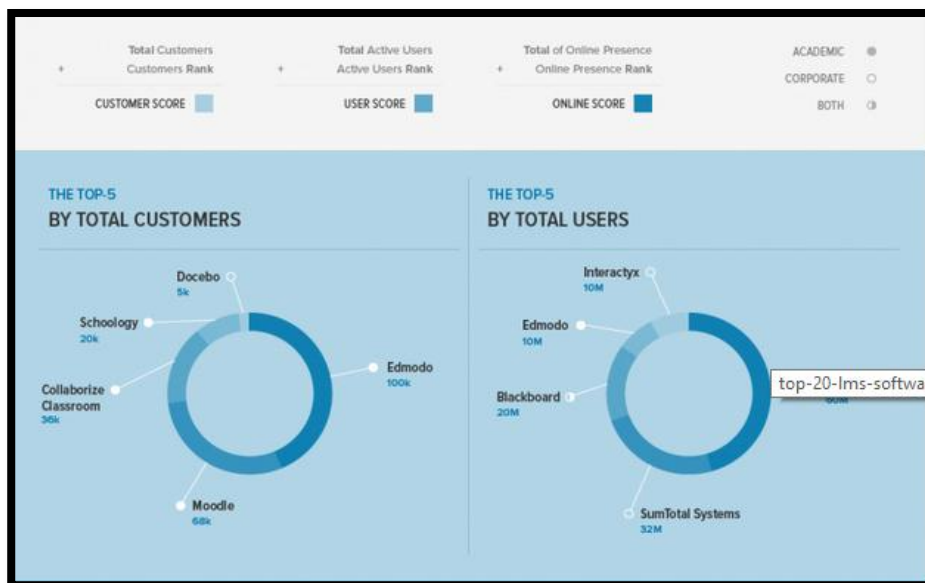 Total Customers
+ Customers Rank
CUSTOMER SCORE
Total Active Users
+ Active Users Rank
USER SCORE
Total of Online Presence
+ Online Presence Rank
ONLINE SCORE
ACADEMIC
CORPORATE
BOTH
THE TOP-5
BY TOTAL CUSTOMERS
Docebo
5k
Schoology
20k
Collaborize
Classroom
36k
Moodle
68k
Edmodo
100k
THE TOP-5
BY TOTAL USERS
Interactyx
10M
Edmodo
10M
Blackboard
20M
SumTotal Systems
32M
top-20-lms-softwa